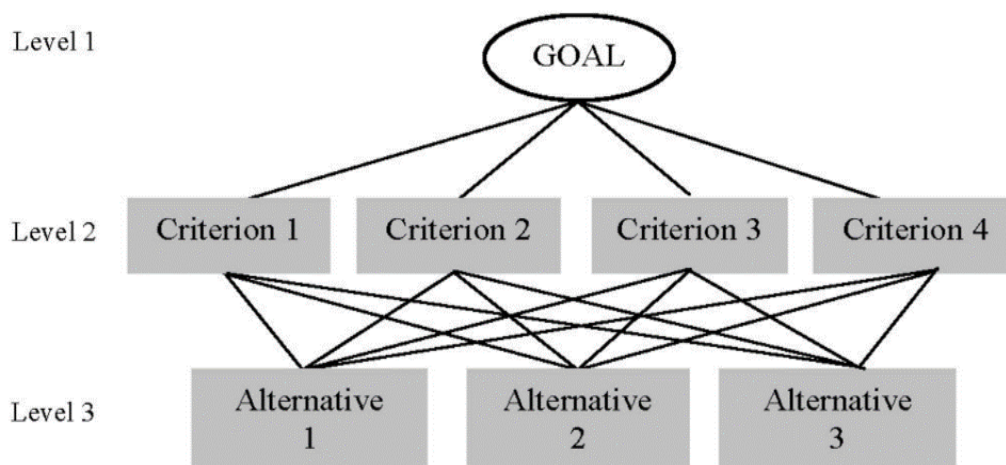 Level 1
GOAL
Level 2
Criterion 1
Criterion 2
Criterion 3
Criterion 4
Level 3
Alternative
1
Alternative
2
Alternative
3